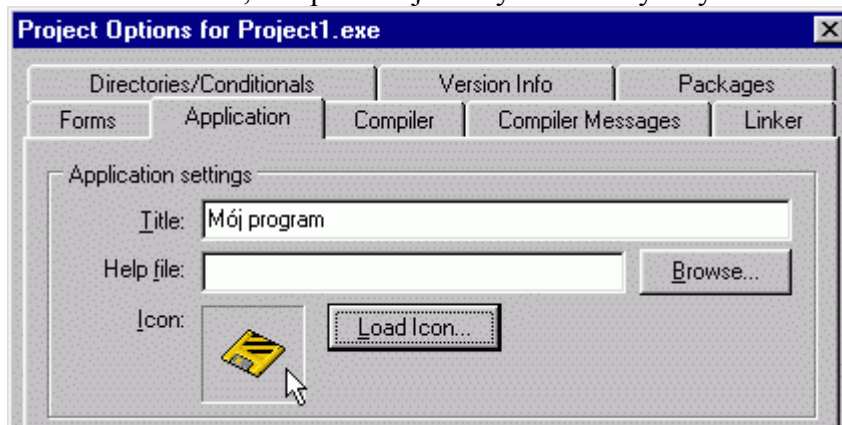 Project Options for Project1.exe
Directories/Conditionals Version Info Packages
Forms Application Compiler Compiler Messages Linker
Application settings
Title: Mój program
Help file: Browse...
Icon: Load Icon...